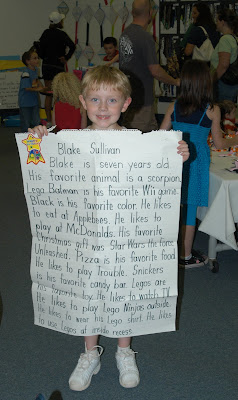 Blake Sullivan
Blake is seven years old.
His favorite animal is a scorpion.
Lego Batman is his favorite Wii game.
Black is his favorite color. He likes
to eat at Applebees. He likes to
play at McDonalds. His favorite
Christmas gift was Star Wars the force
Unleashed. Pizza is his favorite food.
He likes to play Trouble. Snickers
is his favorite candy bar. Legos are
his favorite toy. He likes to watch TV.
He likes to play Lego Ninjas outside.
He likes to wear his Lego shirt. He likes
to use Legos at inside recess.